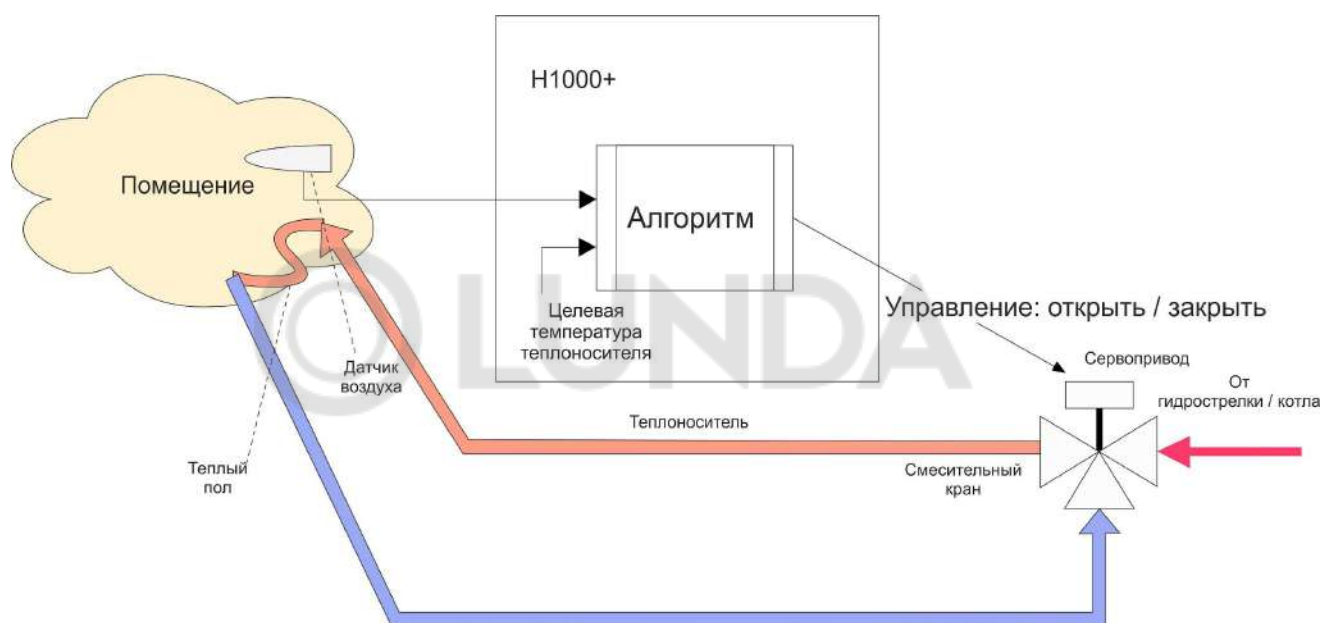 H1000+
Помещение
Алгоритм
Целевая
температура
теплоносителя
Управление: открыть / закрыть
Датчик
воздуха
Сервопривод
От
гидрострелки / котла
Теплоноситель
Теплый
пол
Смесительный
кран
LUNDA